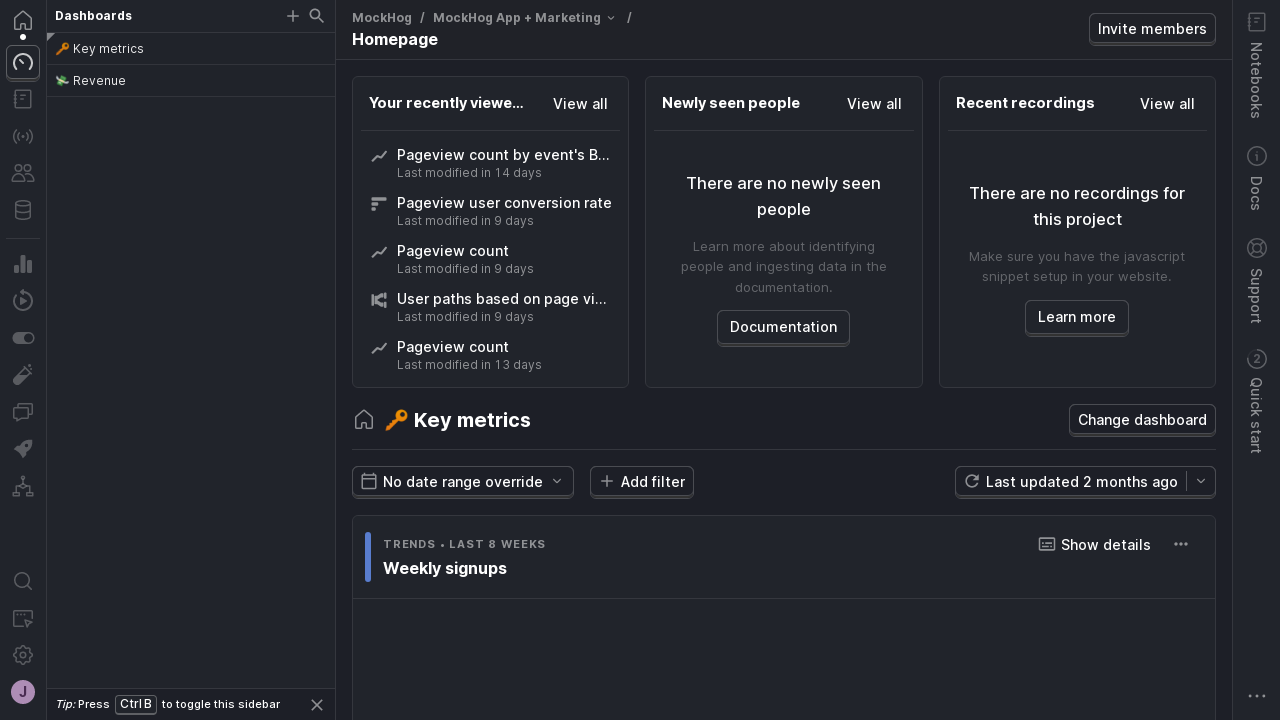 Dashboards
🔑 Key metrics
💸 Revenue
Tip: Press Ctrl B to toggle this sidebar
J
MockHog / MockHog App + Marketing /
Homepage
Invite members
Your recently viewe...
View all
Pageview count by event's B...
Last modified in 14 days
Pageview user conversion rate
Last modified in 9 days
Pageview count
Last modified in 9 days
User paths based on page vi...
Last modified in 9 days
Pageview count
Last modified in 13 days
Newly seen people
View all
There are no newly seen
people
Learn more about identifying
people and ingesting data in the
documentation.
Documentation
Recent recordings
View all
There are no recordings for
this project
Make sure you have the javascript
snippet setup in your website.
Learn more
🔑 Key metrics
Change dashboard
No date range override
Add filter
Last updated 2 months ago
TRENDS • LAST 8 WEEKS
Weekly signups
Show details
Notebooks
Docs
Support
2
Quick start